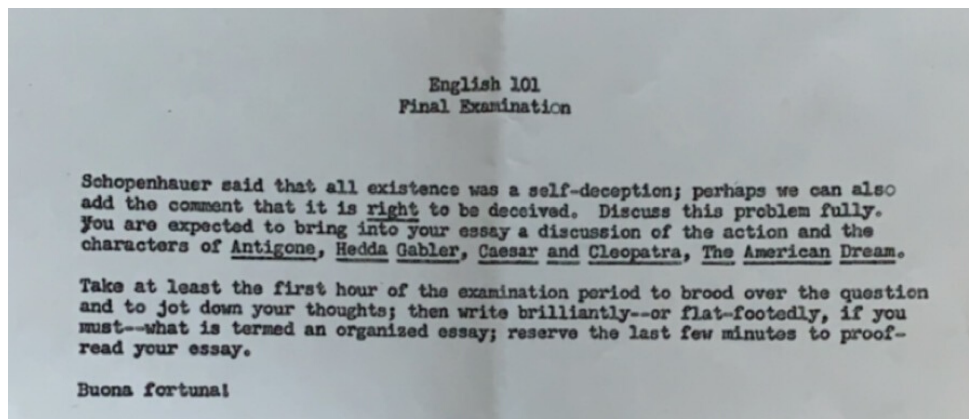 English 101
Final Examination
Schopenhauer said that all existence was a self-deception; perhaps we can also
add the comment that it is right to be deceived. Discuss this problem fully.
You are expected to bring into your essay a discussion of the action and the
characters of Antigone, Hedda Gabler, Caesar and Cleopatra, The American Dream.
Take at least the first hour of the examination period to brood over the question
and to jot down your thoughts; then write brilliantly--or flat-footedly, if you
must--what is termed an organized essay; reserve the last few minutes to proof-
read your essay.
Buona fortuna!